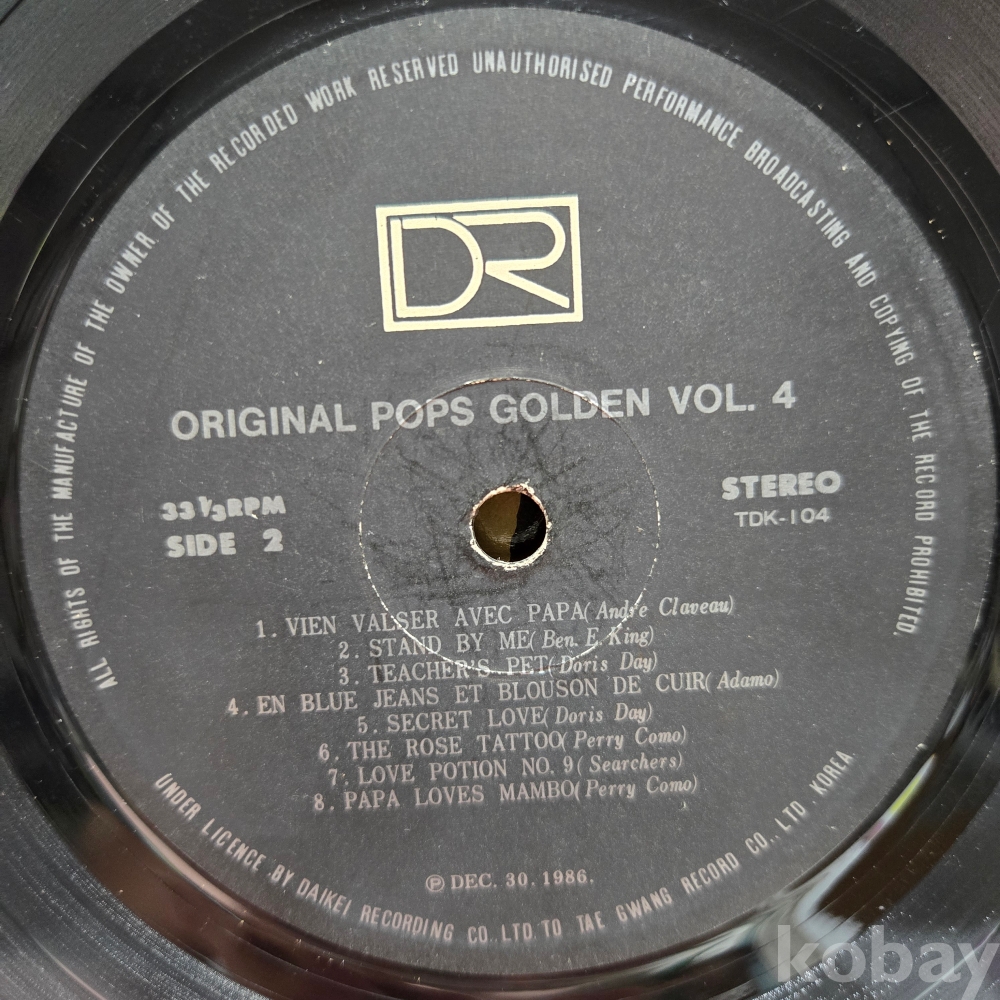 ALL RIGHTS OF THE MANUFACTURE OF THE OWNER OF THE RECORDED WORK RESERVED UNAUTHORISED PERFORMANCE BROADCASTING AND COPYING OF THE RECORD PROHIBITED.
DR
ORIGINAL POPS GOLDEN VOL. 4
33 1/3 RPM
SIDE 2
STEREO
TDK-104
1. VIEN VALSER AVEC PAPA(Andre Claveau)
2. STAND BY ME(Ben. E. King)
3. TEACHER'S PET(Doris Day)
4. EN BLUE JEANS ET BLOUSON DE CUIR(Adamo)
5. SECRET LOVE(Doris Day)
6. THE ROSE TATTOO(Perry Como)
7. LOVE POTION NO. 9(Searchers)
8. PAPA LOVES MAMBO(Perry Como)
℗ DEC. 30. 1986.
UNDER LICENCE BY DAIKEI RECORDING CO., LTD. TO TAE GWANG RECORD CO., LTD. KOREA.
kobay